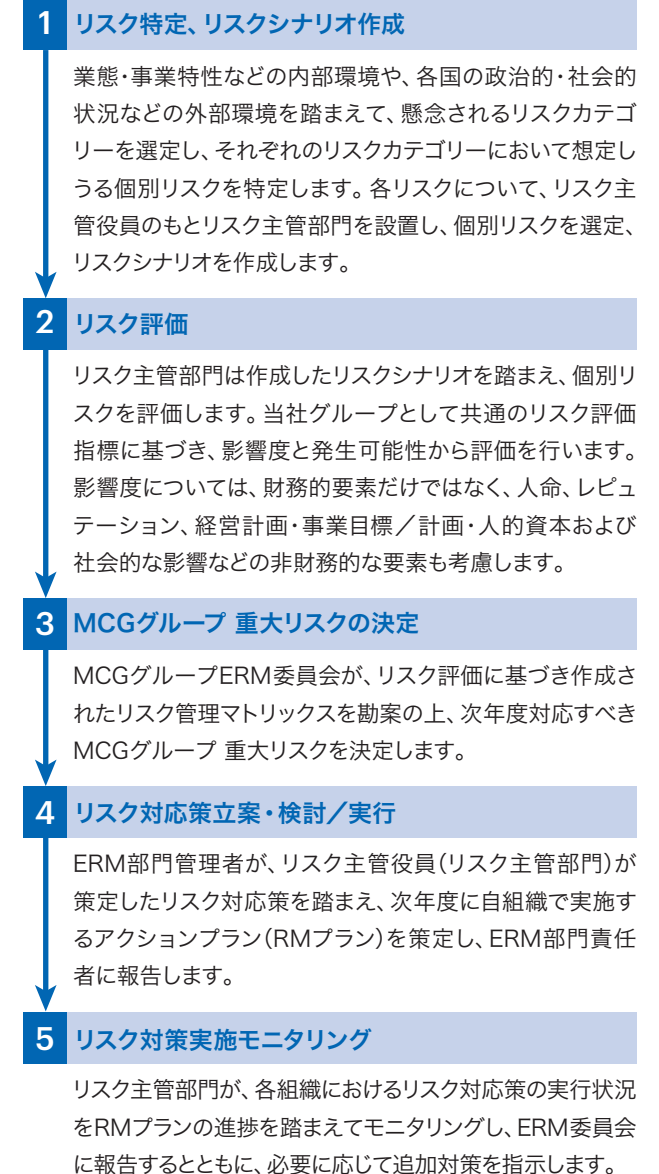 1 リスク特定、リスクシナリオ作成
業態・事業特性などの内部環境や、各国の政治的・社会的
状況などの外部環境を踏まえて、懸念されるリスクカテゴ
リーを選定し、それぞれのリスクカテゴリーにおいて想定し
うる個別リスクを特定します。各リスクについて、リスク主
管役員のもとリスク主管部門を設置し、個別リスクを選定、
リスクシナリオを作成します。
2 リスク評価
リスク主管部門は作成したリスクシナリオを踏まえ、個別リ
スクを評価します。当社グループとして共通のリスク評価
指標に基づき、影響度と発生可能性から評価を行います。
影響度については、財務的要素だけではなく、人命、レピュ
テーション、経営計画・事業目標／計画・人的資本および
社会的な影響などの非財務的な要素も考慮します。
3 MCGグループ 重大リスクの決定
MCGグループERM委員会が、リスク評価に基づき作成さ
れたリスク管理マトリックスを勘案の上、次年度対応すべき
MCGグループ 重大リスクを決定します。
4 リスク対応策立案・検討／実行
ERM部門管理者が、リスク主管役員（リスク主管部門）が
策定したリスク対応策を踏まえ、次年度に自組織で実施す
るアクションプラン（RMプラン）を策定し、ERM部門責任
者に報告します。
5 リスク対策実施モニタリング
リスク主管部門が、各組織におけるリスク対応策の実行状況
をRMプランの進捗を踏まえてモニタリングし、ERM委員会
に報告するとともに、必要に応じて追加対策を指示します。